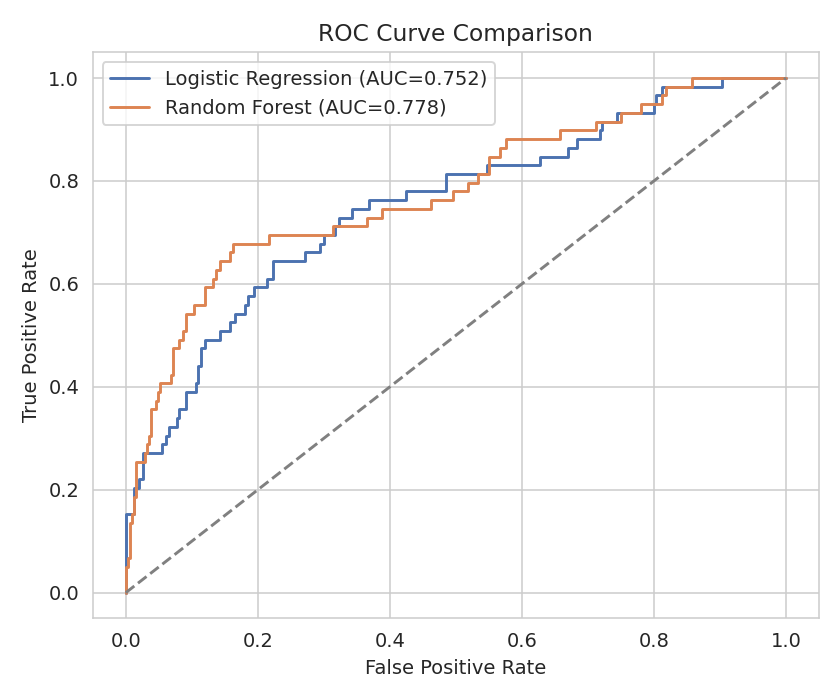 ROC Curve Comparison
Logistic Regression (AUC=0.752)
Random Forest (AUC=0.778)
True Positive Rate
1.0
0.8
0.6
0.4
0.2
0.0
0.0 0.2 0.4 0.6 0.8 1.0
False Positive Rate